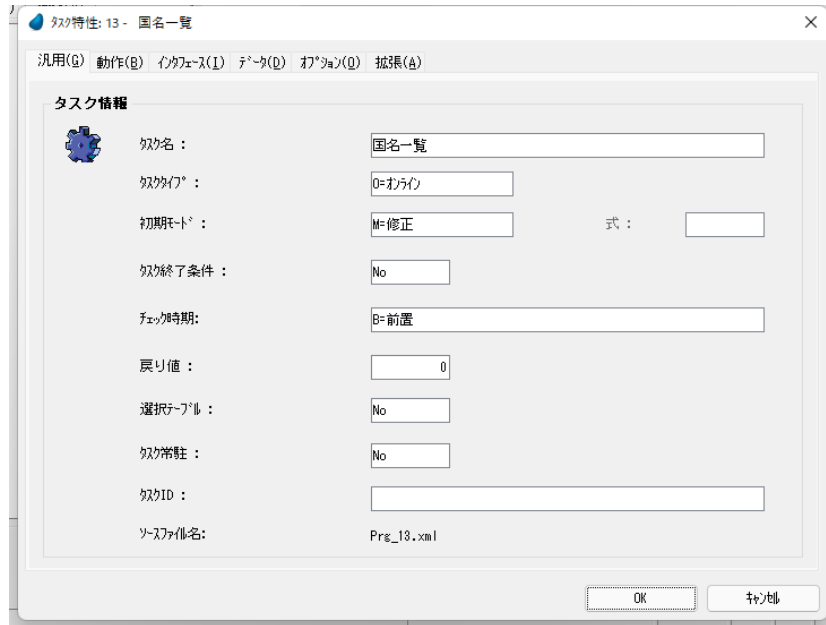 ﾀｽｸ特性: 13 - 国名一覧
汎用(G) 動作(B) ｲﾝﾀﾌｪｰｽ(I) ﾃﾞｰﾀ(D) ｵﾌﾟｼｮﾝ(O) 拡張(A)
タスク情報
ﾀｽｸ名 : 国名一覧
ﾀｽｸﾀｲﾌﾟ : O=ｵﾝﾗｲﾝ
初期ﾓｰﾄﾞ : M=修正 式 :
ﾀｽｸ終了条件 : No
ﾁｪｯｸ時期: B=前置
戻り値 : 0
選択ﾃｰﾌﾞﾙ : No
ﾀｽｸ常駐 : No
ﾀｽｸID :
ｿｰｽﾌｧｲﾙ名: Prg_13.xml
OK ｷｬﾝｾﾙ